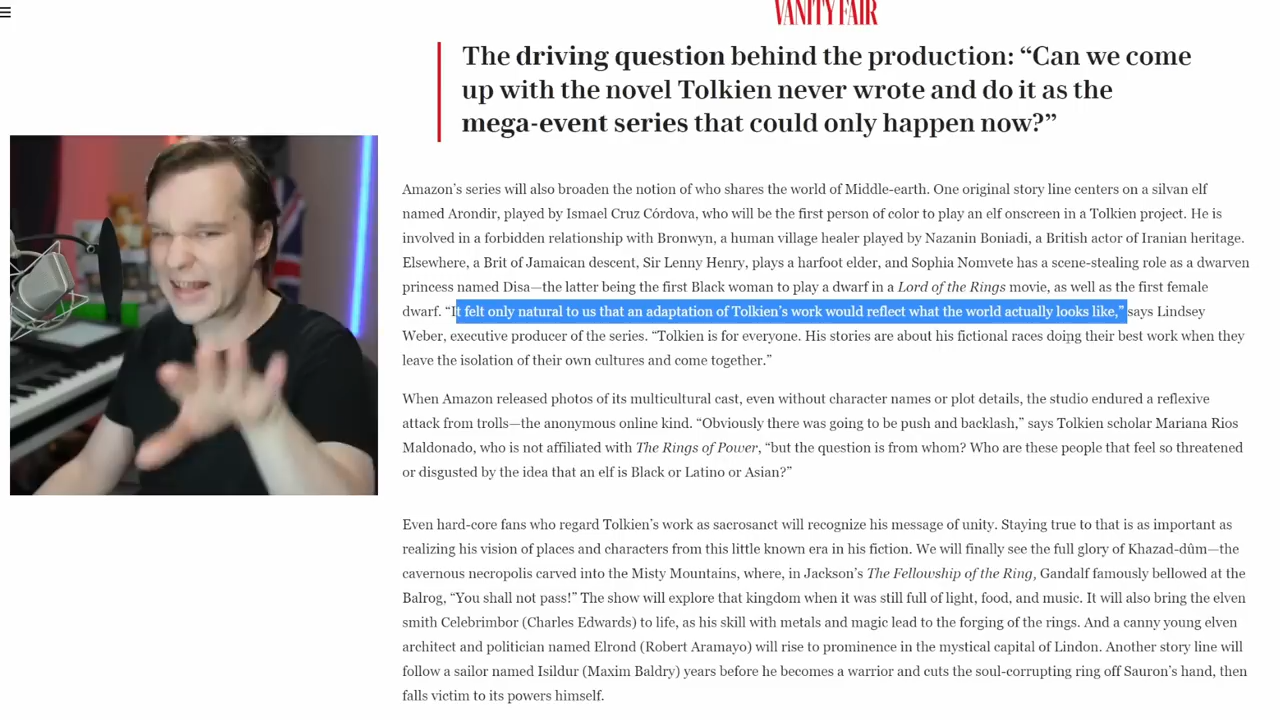 VANITY FAIR
The driving question behind the production: “Can we come
up with the novel Tolkien never wrote and do it as the
mega-event series that could only happen now?”
Amazon’s series will also broaden the notion of who shares the world of Middle-earth. One original story line centers on a silvan elf
named Arondir, played by Ismael Cruz Córdova, who will be the first person of color to play an elf onscreen in a Tolkien project. He is
involved in a forbidden relationship with Bronwyn, a human village healer played by Nazanin Boniadi, a British actor of Iranian heritage.
Elsewhere, a Brit of Jamaican descent, Sir Lenny Henry, plays a harfoot elder, and Sophia Nomvete has a scene-stealing role as a dwarven
princess named Disa—the latter being the first Black woman to play a dwarf in a Lord of the Rings movie, as well as the first female
dwarf. “It felt only natural to us that an adaptation of Tolkien’s work would reflect what the world actually looks like,” says Lindsey
Weber, executive producer of the series. “Tolkien is for everyone. His stories are about his fictional races doing their best work when they
leave the isolation of their own cultures and come together.”
When Amazon released photos of its multicultural cast, even without character names or plot details, the studio endured a reflexive
attack from trolls—the anonymous online kind. “Obviously there was going to be push and backlash,” says Tolkien scholar Mariana Rios
Maldonado, who is not affiliated with The Rings of Power, “but the question is from whom? Who are these people that feel so threatened
or disgusted by the idea that an elf is Black or Latino or Asian?”
Even hard-core fans who regard Tolkien’s work as sacrosanct will recognize his message of unity. Staying true to that is as important as
realizing his vision of places and characters from this little known era in his fiction. We will finally see the full glory of Khazad-dûm—the
cavernous necropolis carved into the Misty Mountains, where, in Jackson’s The Fellowship of the Ring, Gandalf famously bellowed at the
Balrog, “You shall not pass!” The show will explore that kingdom when it was still full of light, food, and music. It will also bring the elven
smith Celebrimbor (Charles Edwards) to life, as his skill with metals and magic lead to the forging of the rings. And a canny young elven
architect and politician named Elrond (Robert Aramayo) will rise to prominence in the mystical capital of Lindon. Another story line will
follow a sailor named Isildur (Maxim Baldry) years before he becomes a warrior and cuts the soul-corrupting ring off Sauron’s hand, then
falls victim to its powers himself.